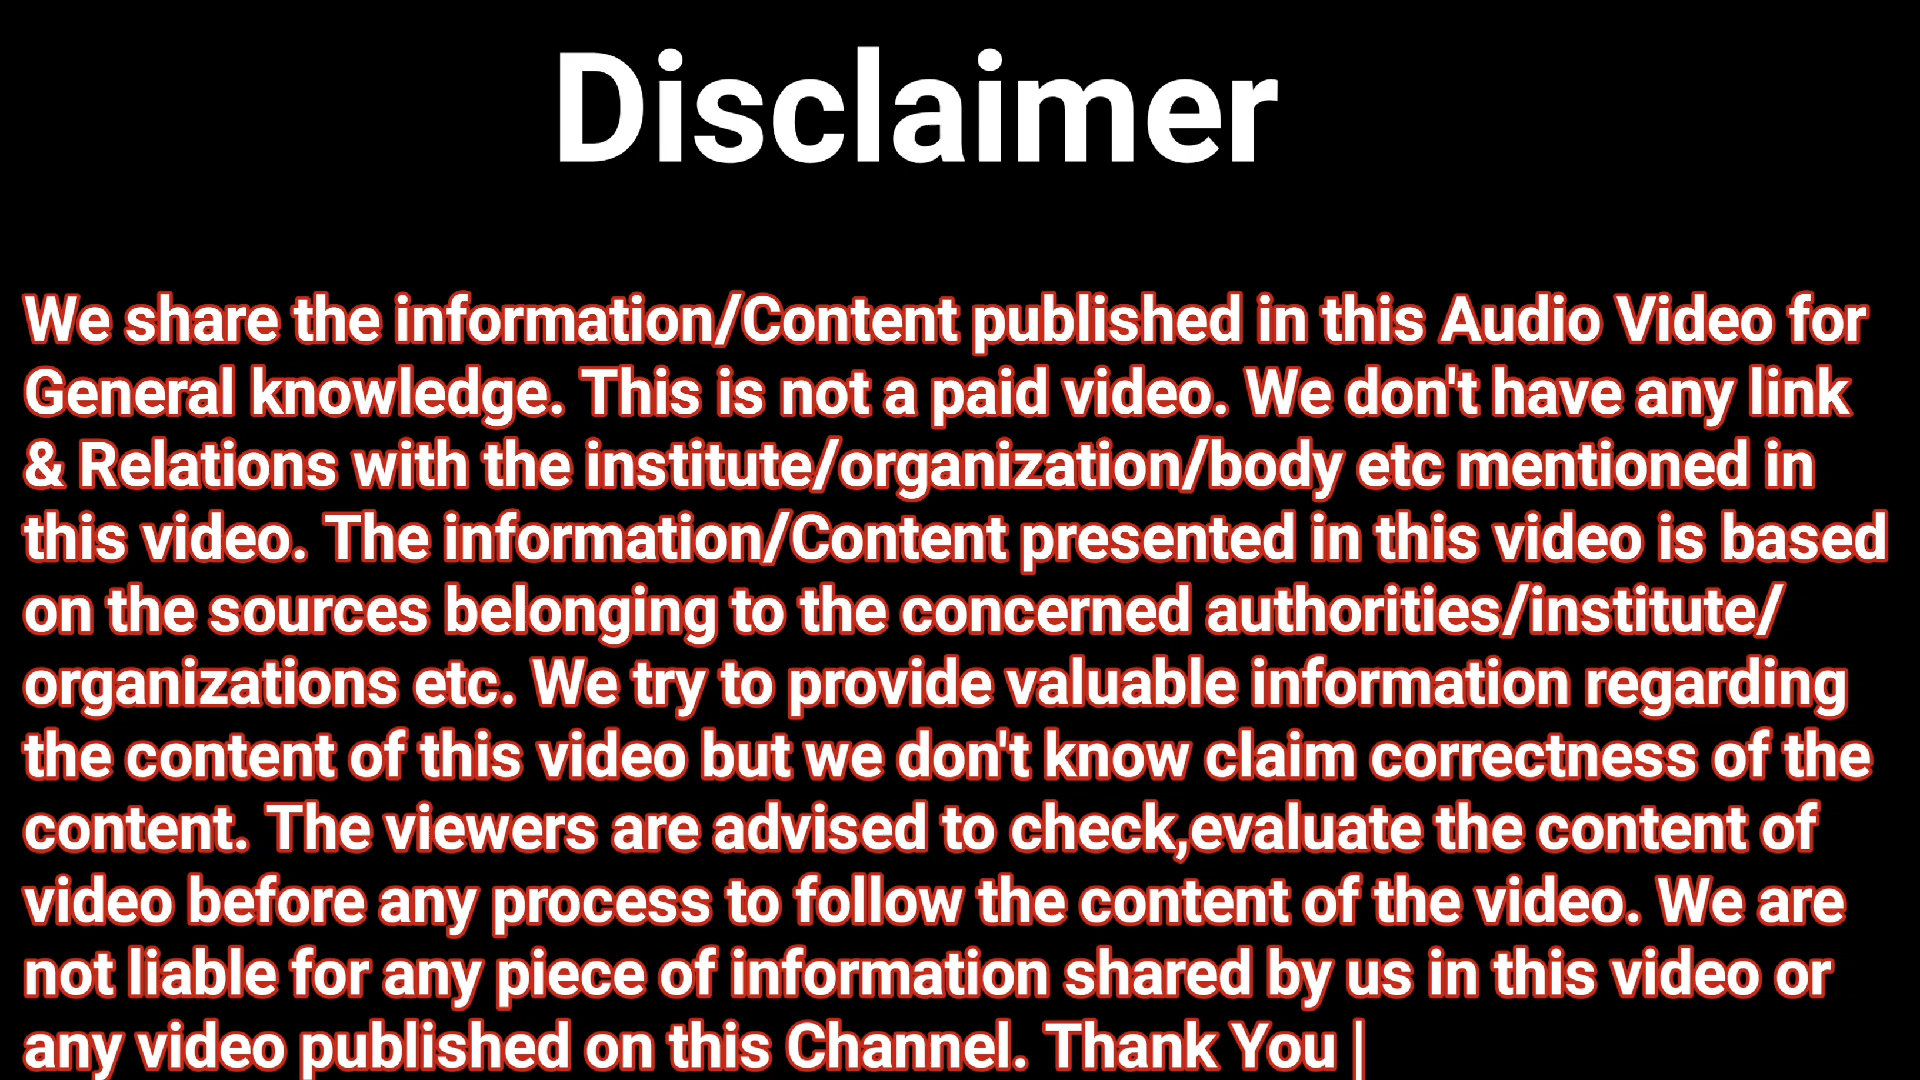 Disclaimer
We share the information/Content published in this Audio Video for
General knowledge. This is not a paid video. We don't have any link
& Relations with the institute/organization/body etc mentioned in
this video. The information/Content presented in this video is based
on the sources belonging to the concerned authorities/institute/
organizations etc. We try to provide valuable information regarding
the content of this video but we don't know claim correctness of the
content. The viewers are advised to check,evaluate the content of
video before any process to follow the content of the video. We are
not liable for any piece of information shared by us in this video or
any video published on this Channel. Thank You |